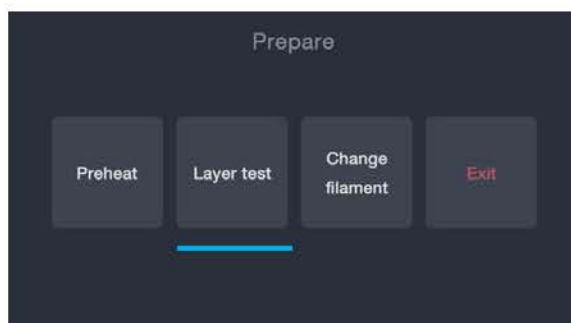 Prepare
Preheat
Layer test
Change
filament
Exit